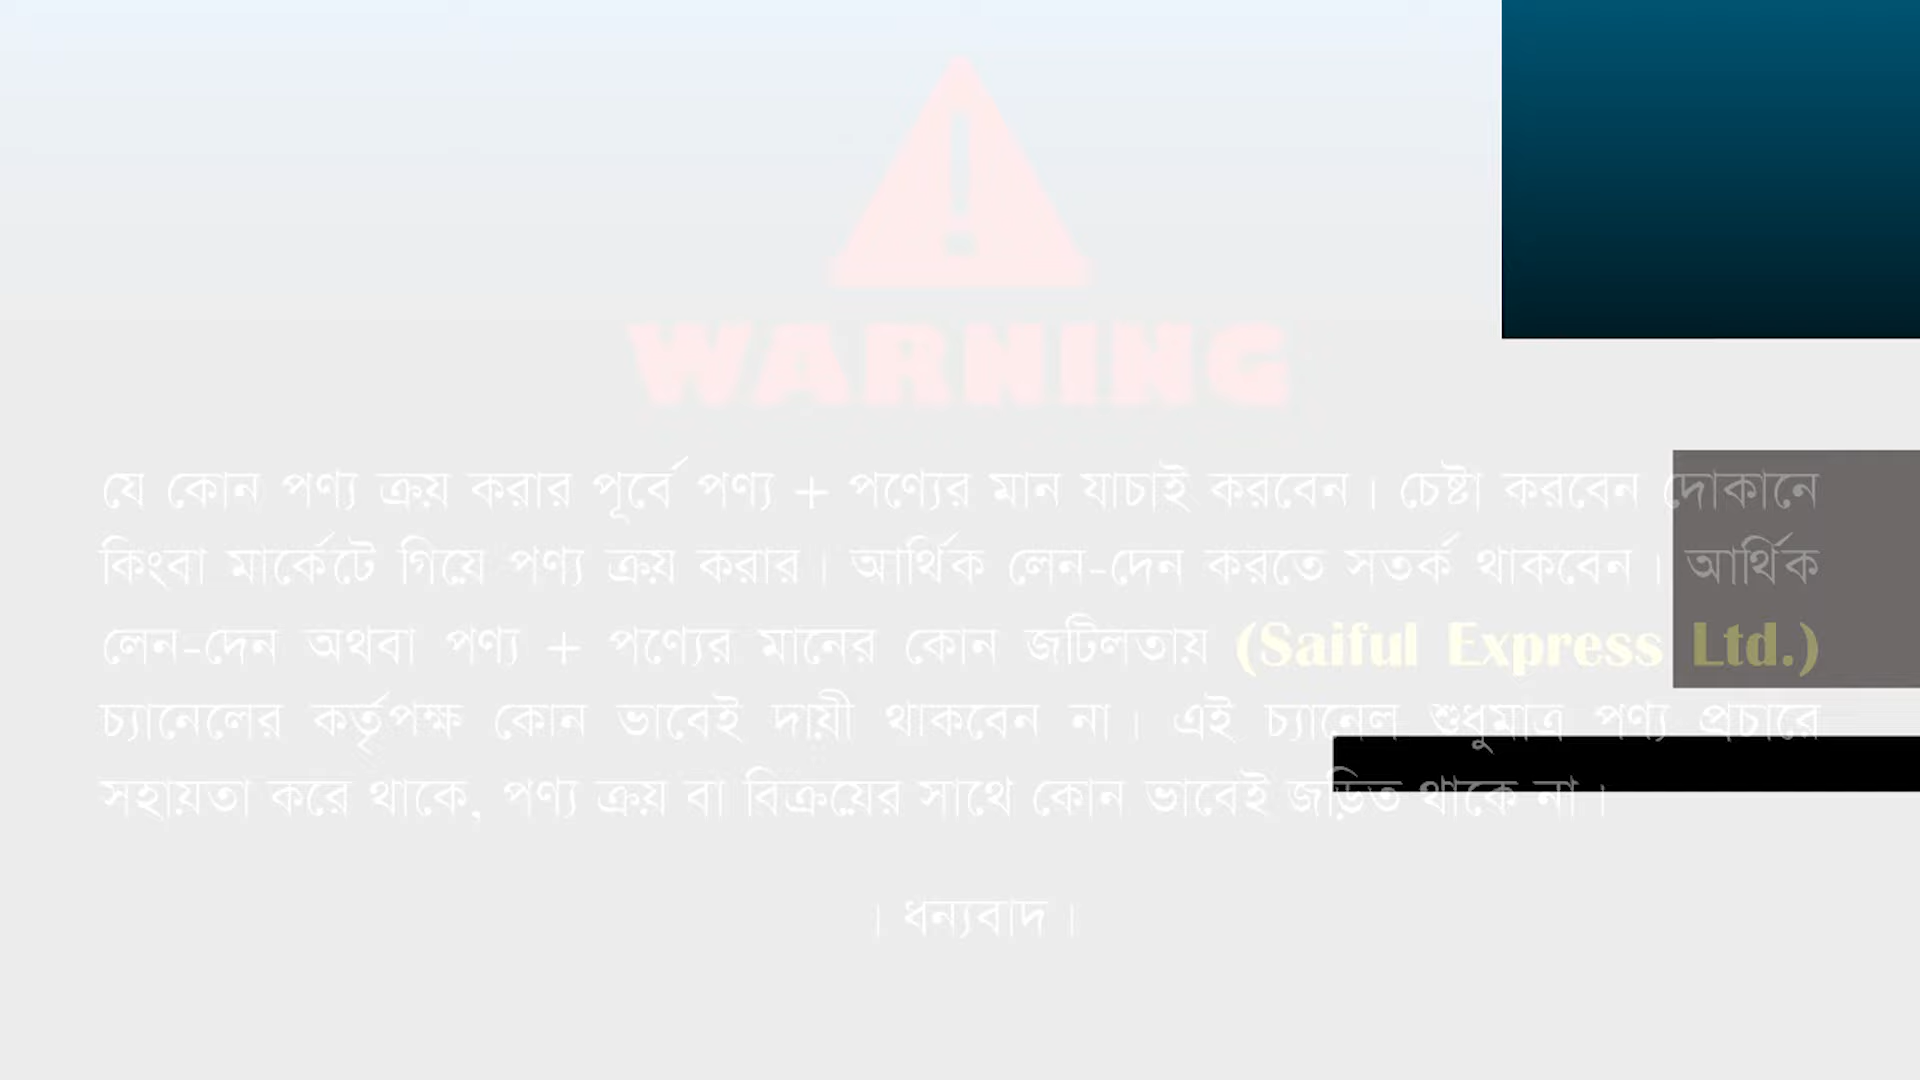 WARNING
যে কোন পণ্য ক্রয় করার পূর্বে পণ্য + পণ্যের মান যাচাই করবেন। চেষ্টা করবেন দোকানে
কিংবা মার্কেটে গিয়ে পণ্য ক্রয় করার। আর্থিক লেন-দেন করতে সতর্ক থাকবেন। আর্থিক
লেন-দেন অথবা পণ্য + পণ্যের মানের কোন জটিলতায় (Saiful Express Ltd.)
চ্যানেলের কর্তৃপক্ষ কোন ভাবেই দায়ী থাকবেন না। এই চ্যানেল শুধুমাত্র পণ্য প্রচারে
সহায়তা করে থাকে, পণ্য ক্রয় বা বিক্রয়ের সাথে কোন ভাবেই জড়িত থাকে না।
। ধন্যবাদ ।